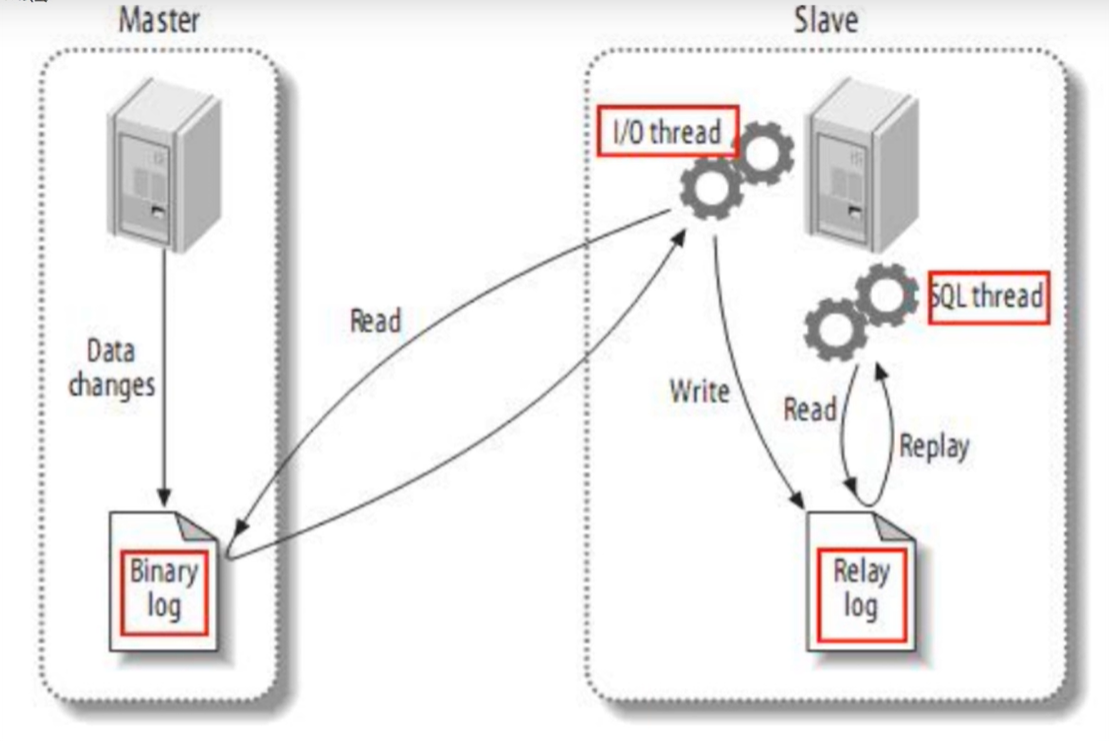 Master
Slave
I/O thread
SQL thread
Read
Data
changes
Write
Read
Replay
Binary
log
Relay
log